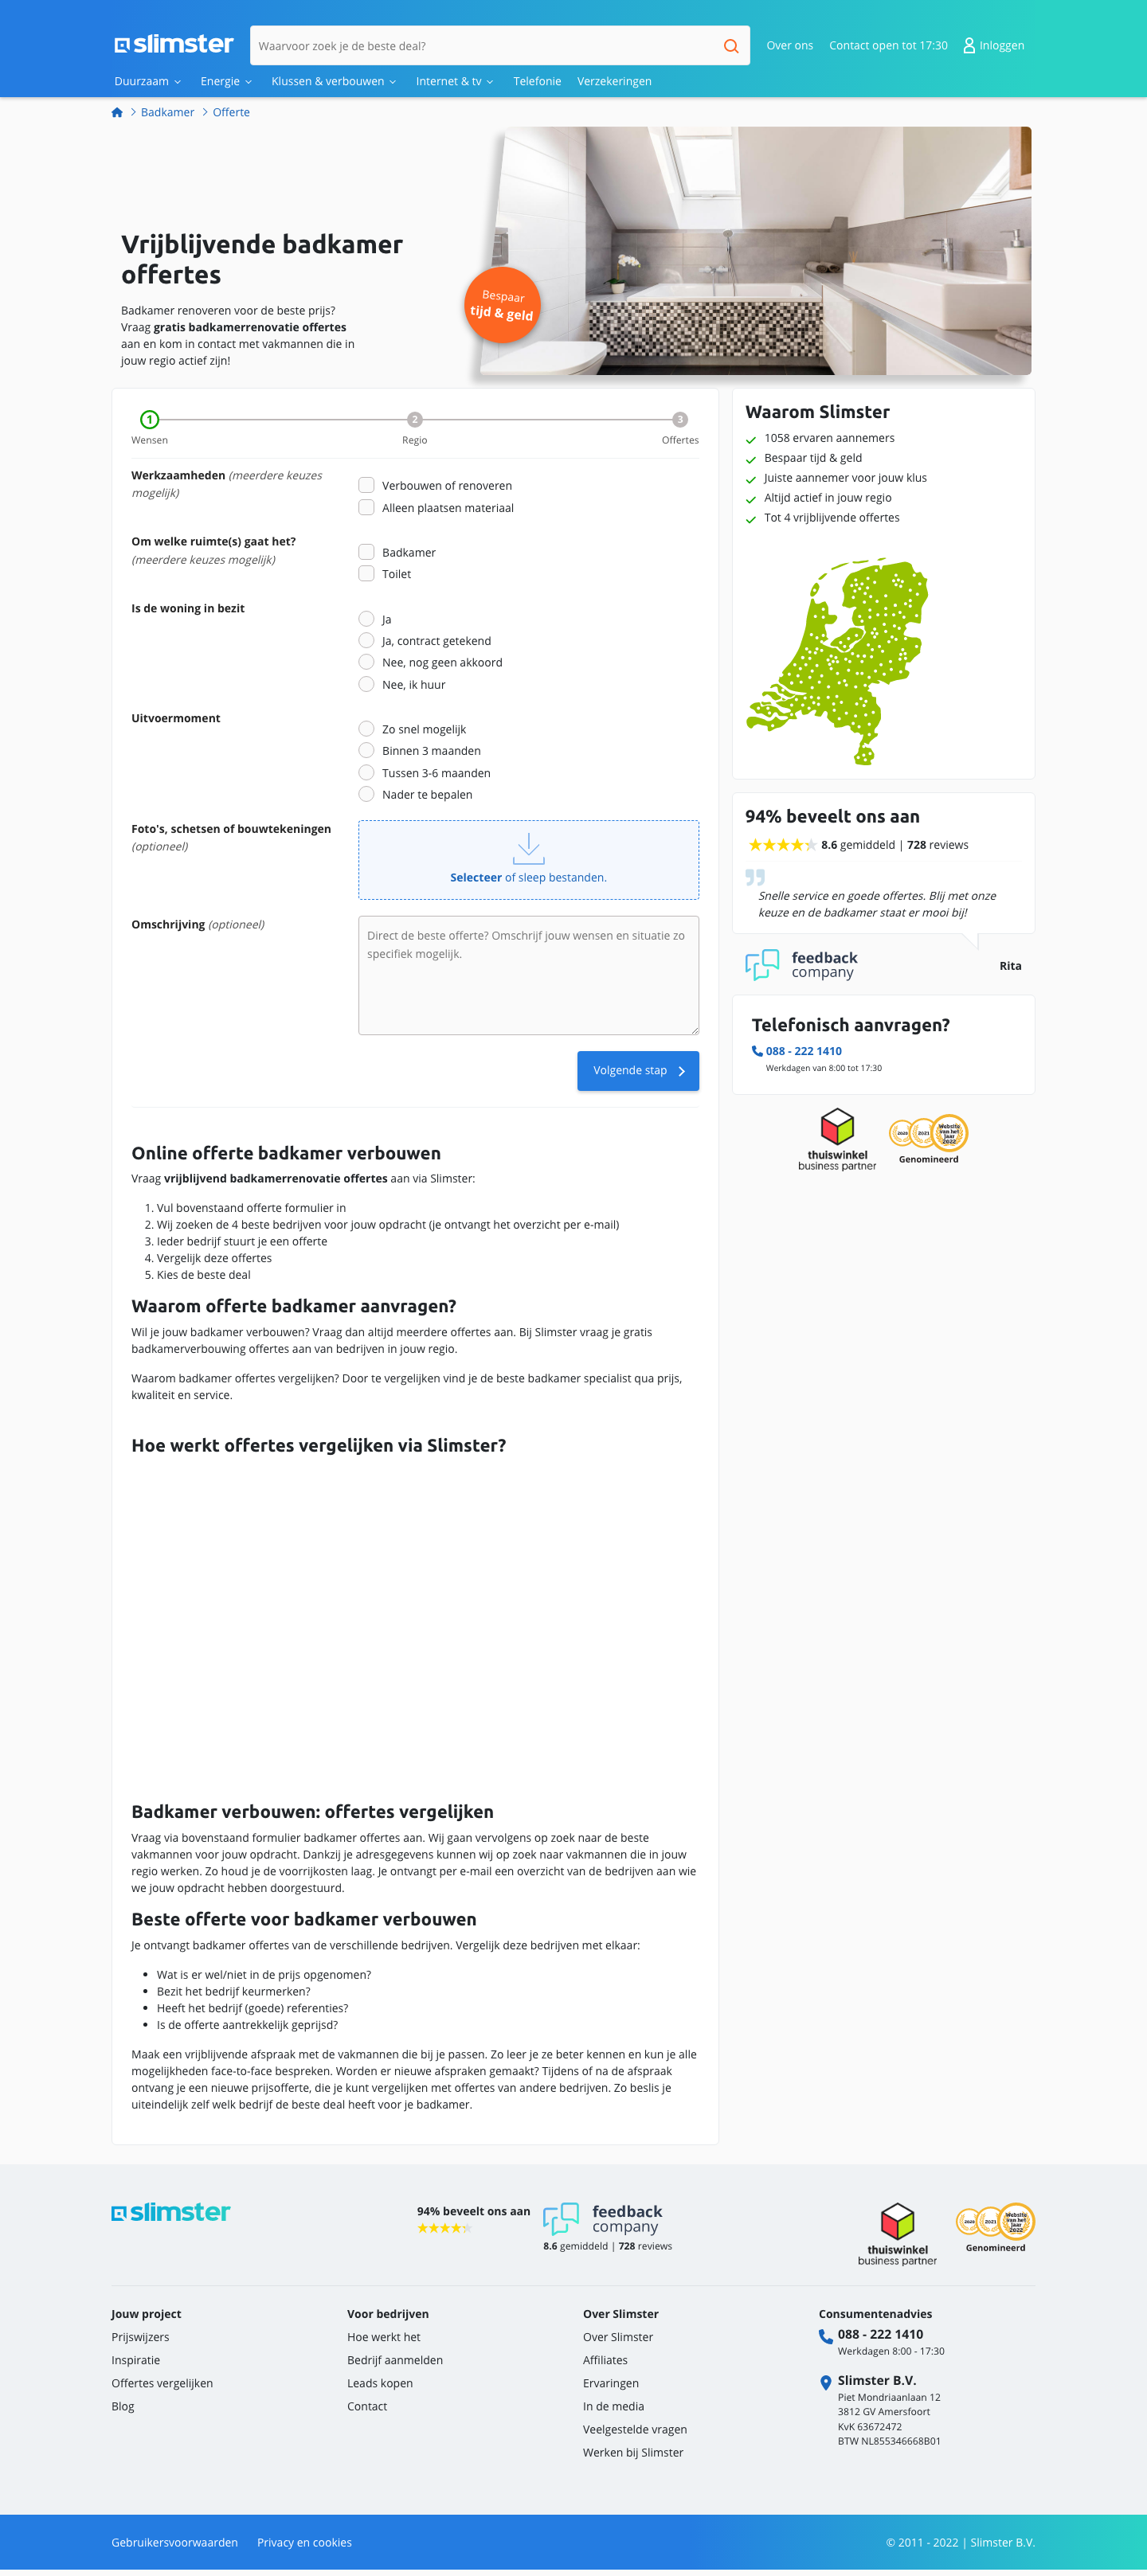 slimster
Waarvoor zoek je de beste deal?
Over ons
Contact open tot 17:30
Inloggen
Duurzaam
Energie
Klussen & verbouwen
Internet & tv
Telefonie
Verzekeringen
Badkamer
Offerte
Vrijblijvende badkamer
offertes
Badkamer renoveren voor de beste prijs?
Vraag gratis badkamerrenovatie offertes
aan en kom in contact met vakmannen die in
jouw regio actief zijn!
Bespaar
tijd & geld
1
2
3
Wensen
Regio
Offertes
Werkzaamheden (meerdere keuzes
mogelijk)
Verbouwen of renoveren
Alleen plaatsen materiaal
Om welke ruimte(s) gaat het?
(meerdere keuzes mogelijk)
Badkamer
Toilet
Is de woning in bezit
Ja
Ja, contract getekend
Nee, nog geen akkoord
Nee, ik huur
Uitvoermoment
Zo snel mogelijk
Binnen 3 maanden
Tussen 3-6 maanden
Nader te bepalen
Foto's, schetsen of bouwtekeningen
(optioneel)
Selecteer of sleep bestanden.
Omschrijving (optioneel)
Direct de beste offerte? Omschrijf jouw wensen en situatie zo
specifiek mogelijk.
Volgende stap
Waarom Slimster
1058 ervaren aannemers
Bespaar tijd & geld
Juiste aannemer voor jouw klus
Altijd actief in jouw regio
Tot 4 vrijblijvende offertes
94% beveelt ons aan
8.6 gemiddeld | 728 reviews
Snelle service en goede offertes. Blij met onze
keuze en de badkamer staat er mooi bij!
feedback
company
Rita
Telefonisch aanvragen?
088 - 222 1410
Werkdagen van 8:00 tot 17:30
thuiswinkel
business partner
2020
2021
Website
van het
jaar
2022
Genomineerd
Online offerte badkamer verbouwen
Vraag vrijblijvend badkamerrenovatie offertes aan via Slimster:
1. Vul bovenstaand offerte formulier in
2. Wij zoeken de 4 beste bedrijven voor jouw opdracht (je ontvangt het overzicht per e-mail)
3. Ieder bedrijf stuurt je een offerte
4. Vergelijk deze offertes
5. Kies de beste deal
Waarom offerte badkamer aanvragen?
Wil je jouw badkamer verbouwen? Vraag dan altijd meerdere offertes aan. Bij Slimster vraag je gratis
badkamerverbouwing offertes aan van bedrijven in jouw regio.
Waarom badkamer offertes vergelijken? Door te vergelijken vind je de beste badkamer specialist qua prijs,
kwaliteit en service.
Hoe werkt offertes vergelijken via Slimster?
Badkamer verbouwen: offertes vergelijken
Vraag via bovenstaand formulier badkamer offertes aan. Wij gaan vervolgens op zoek naar de beste
vakmannen voor jouw opdracht. Dankzij je adresgegevens kunnen wij op zoek naar vakmannen die in jouw
regio werken. Zo houd je de voorrijkosten laag. Je ontvangt per e-mail een overzicht van de bedrijven aan wie
we jouw opdracht hebben doorgestuurd.
Beste offerte voor badkamer verbouwen
Je ontvangt badkamer offertes van de verschillende bedrijven. Vergelijk deze bedrijven met elkaar:
• Wat is er wel/niet in de prijs opgenomen?
• Bezit het bedrijf keurmerken?
• Heeft het bedrijf (goede) referenties?
• Is de offerte aantrekkelijk geprijsd?
Maak een vrijblijvende afspraak met de vakmannen die bij je passen. Zo leer je ze beter kennen en kun je alle
mogelijkheden face-to-face bespreken. Worden er nieuwe afspraken gemaakt? Tijdens of na de afspraak
ontvang je een nieuwe prijsofferte, die je kunt vergelijken met offertes van andere bedrijven. Zo beslis je
uiteindelijk zelf welk bedrijf de beste deal heeft voor je badkamer.
slimster
94% beveelt ons aan
feedback
company
8.6 gemiddeld | 728 reviews
thuiswinkel
business partner
2020
2021
Website
van het
jaar
2022
Genomineerd
Jouw project
Prijswijzers
Inspiratie
Offertes vergelijken
Blog
Voor bedrijven
Hoe werkt het
Bedrijf aanmelden
Leads kopen
Contact
Over Slimster
Over Slimster
Affiliates
Ervaringen
In de media
Veelgestelde vragen
Werken bij Slimster
Consumentenadvies
088 - 222 1410
Werkdagen 8:00 - 17:30
Slimster B.V.
Piet Mondriaanlaan 12
3812 GV Amersfoort
KvK 63672472
BTW NL855346668B01
Gebruikersvoorwaarden
Privacy en cookies
© 2011 - 2022 | Slimster B.V.